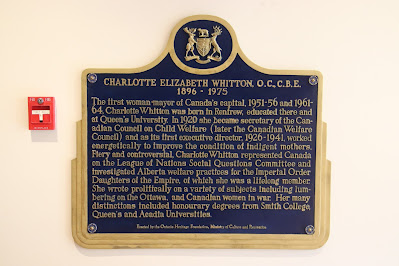 CHARLOTTE ELIZABETH WHITTON, O.C., C.B.E.
1896 - 1975
The first woman-mayor of Canada's capital, 1951-56 and 1961-
64, Charlotte Whitton was born in Renfrew, educated there and
at Queen's University. In 1920 she became secretary of the Can-
adian Council on Child Welfare (later the Canadian Welfare
Council) and as its first executive director, 1926-1941, worked
energetically to improve the condition of indigent mothers.
Fiery and controversial, Charlotte Whitton represented Canada
on the League of Nations Social Questions Committee and
investigated Alberta welfare practices for the Imperial Order
Daughters of the Empire, of which she was a lifelong member.
She wrote prolifically on a variety of subjects including lum-
bering on the Ottawa, and Canadian women in war. Her many
distinctions included honourary degrees from Smith College,
Queen's and Acadia Universities.
Erected by the Ontario Heritage Foundation, Ministry of Culture and Recreation